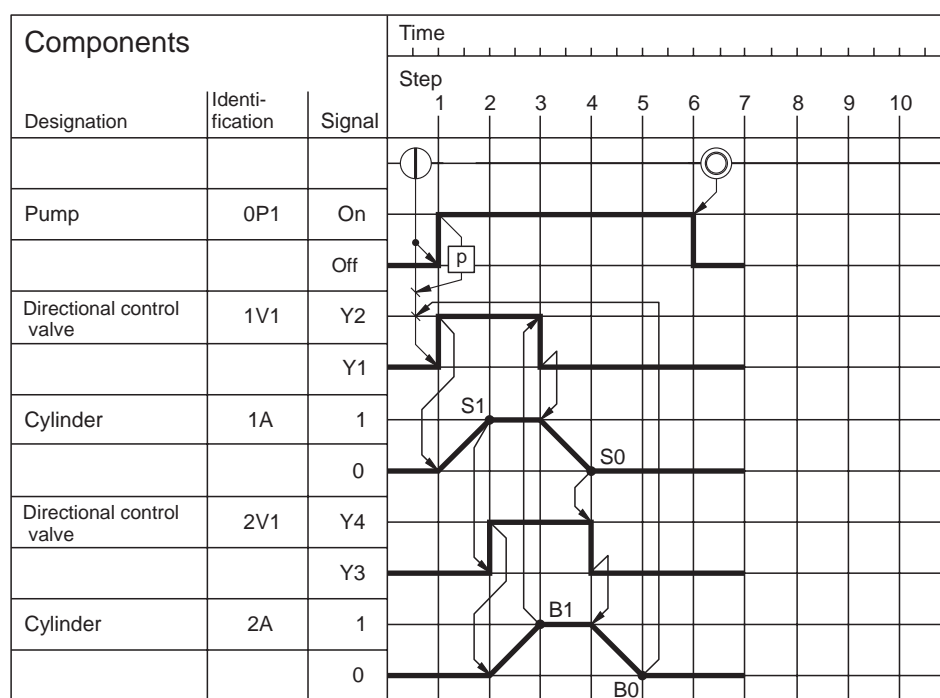 Components
Time
Step
Designation
Identi-
fication
Signal
1 2 3 4 5 6 7 8 9 10
Pump 0P1 On
Off
p
Directional control
valve
1V1 Y2
Y1
Cylinder 1A 1
S1
0
S0
Directional control
valve
2V1 Y4
Y3
Cylinder 2A 1
B1
0
B0